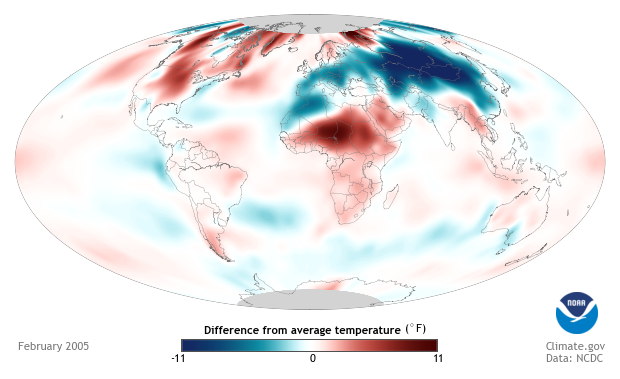 NOAA
Difference from average temperature (°F)
February 2005
-11 0 11
Climate.gov
Data: NCDC